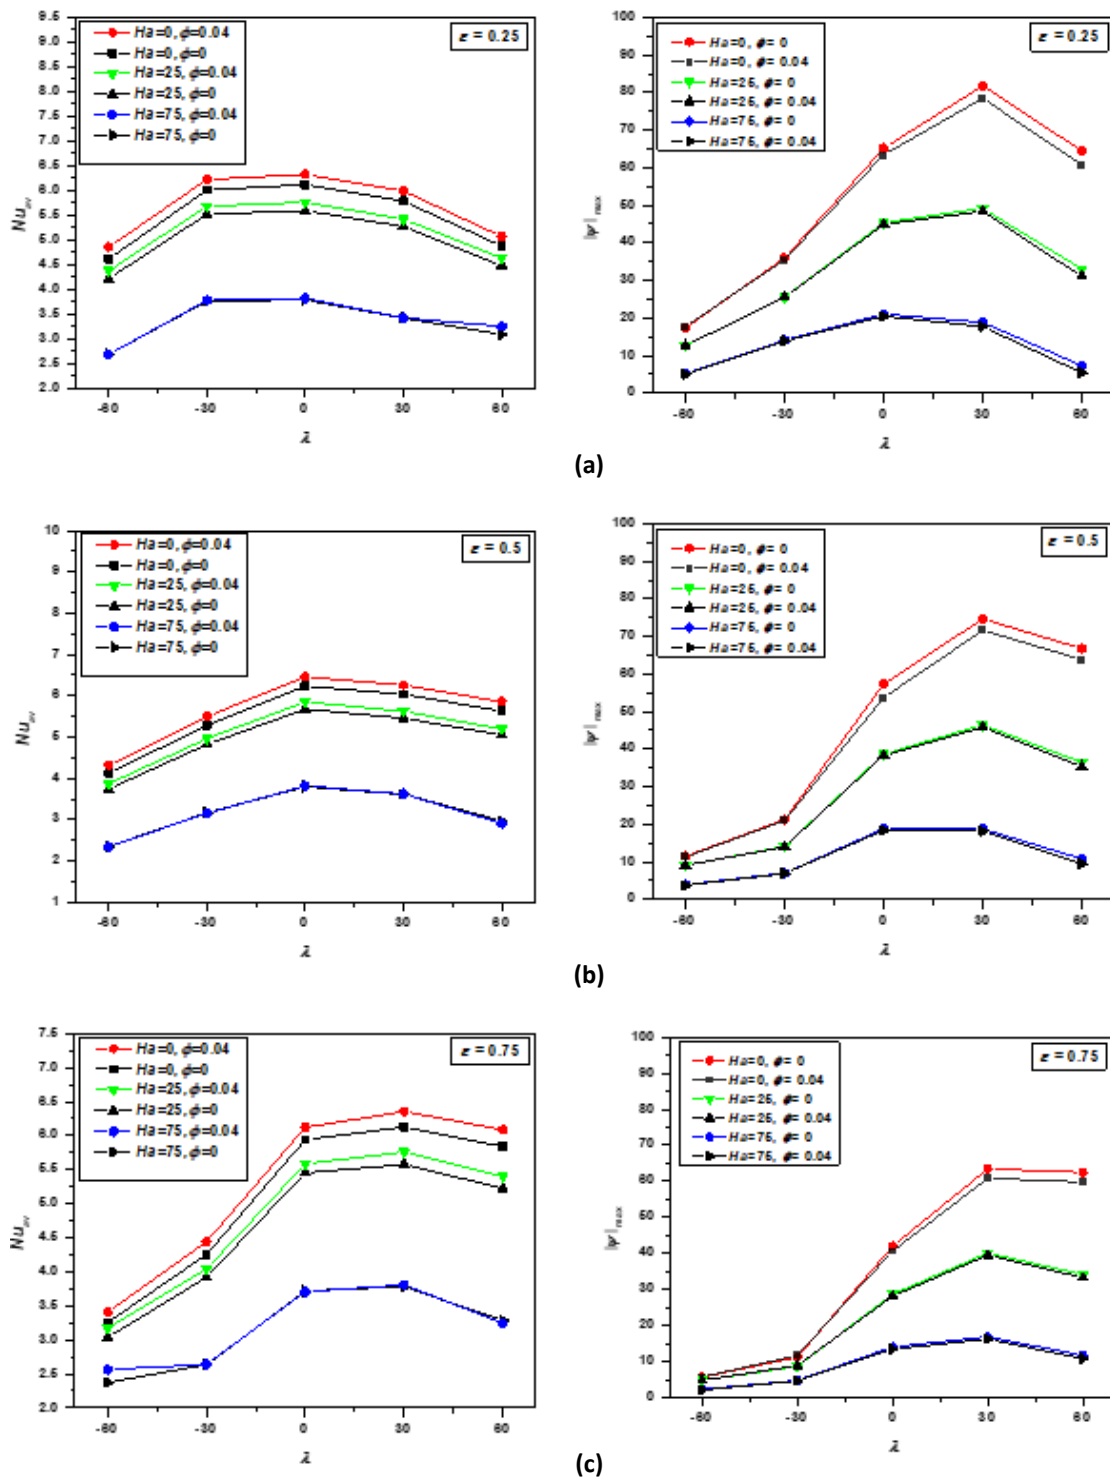 9.5
9.0
8.5
8.0
7.5
7.0
6.5
6.0
5.5
5.0
4.5
4.0
3.5
3.0
2.5
2.0
Nu_av
Ha=0, ϕ=0.04
Ha=0, ϕ=0
Ha=25, ϕ=0.04
Ha=25, ϕ=0
Ha=75, ϕ=0.04
Ha=75, ϕ=0
ε = 0.25
-60 -30 0 30 60
λ
100
90
80
70
60
50
40
30
20
10
0
|ψ|max
Ha=0, ϕ= 0
Ha=0, ϕ= 0.04
Ha=25, ϕ= 0
Ha=25, ϕ= 0.04
Ha=75, ϕ= 0
Ha=75, ϕ= 0.04
ε = 0.25
-60 -30 0 30 60
λ
(a)
10
9
8
7
6
5
4
3
2
1
Nu_av
Ha=0, ϕ=0.04
Ha=0, ϕ=0
Ha=25, ϕ=0.04
Ha=25, ϕ=0
Ha=75, ϕ=0.04
Ha=75, ϕ=0
ε = 0.5
-60 -30 0 30 60
λ
100
90
80
70
60
50
40
30
20
10
0
|ψ|max
Ha=0, ϕ= 0
Ha=0, ϕ= 0.04
Ha=25, ϕ= 0
Ha=25, ϕ= 0.04
Ha=75, ϕ= 0
Ha=75, ϕ= 0.04
ε = 0.5
-60 -30 0 30 60
λ
(b)
7.5
7.0
6.5
6.0
5.5
5.0
4.5
4.0
3.5
3.0
2.5
2.0
Nu_av
Ha=0, ϕ=0.04
Ha=0, ϕ=0
Ha=25, ϕ=0.04
Ha=25, ϕ=0
Ha=75, ϕ=0.04
Ha=75, ϕ=0
ε = 0.75
-60 -30 0 30 60
λ
100
90
80
70
60
50
40
30
20
10
0
|ψ|max
Ha=0, ϕ= 0
Ha=0, ϕ= 0.04
Ha=25, ϕ= 0
Ha=25, ϕ= 0.04
Ha=75, ϕ= 0
Ha=75, ϕ= 0.04
ε = 0.75
-60 -30 0 30 60
λ
(c)